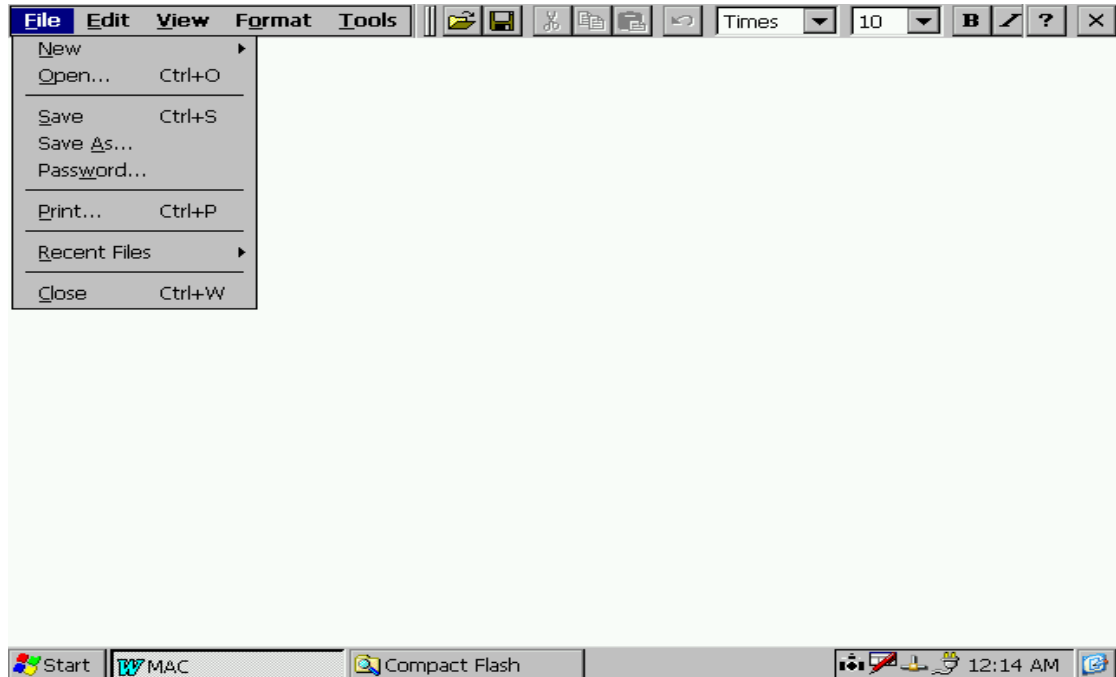 File Edit View Format Tools Times 10 B I ? ×
New
Open... Ctrl+O
Save Ctrl+S
Save As...
Password...
Print... Ctrl+P
Recent Files
Close Ctrl+W
Start W MAC Compact Flash 12:14 AM